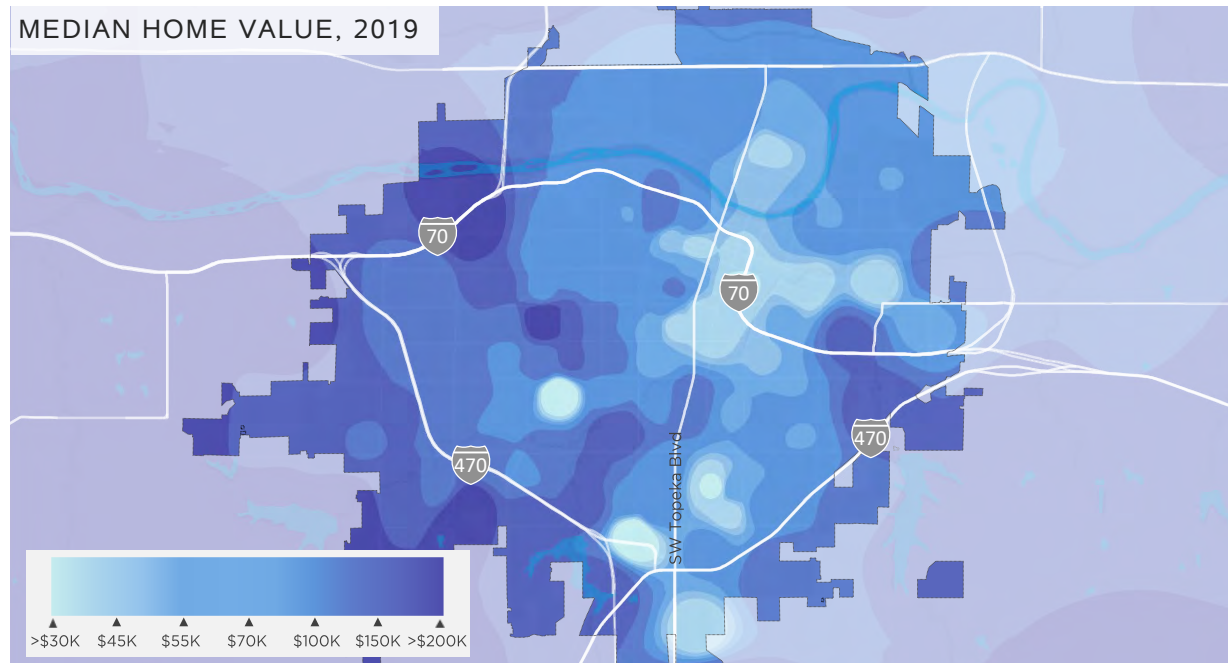 MEDIAN HOME VALUE, 2019
70
70
470
470
SW Topeka Blvd
>$30K $45K $55K $70K $100K $150K >$200K